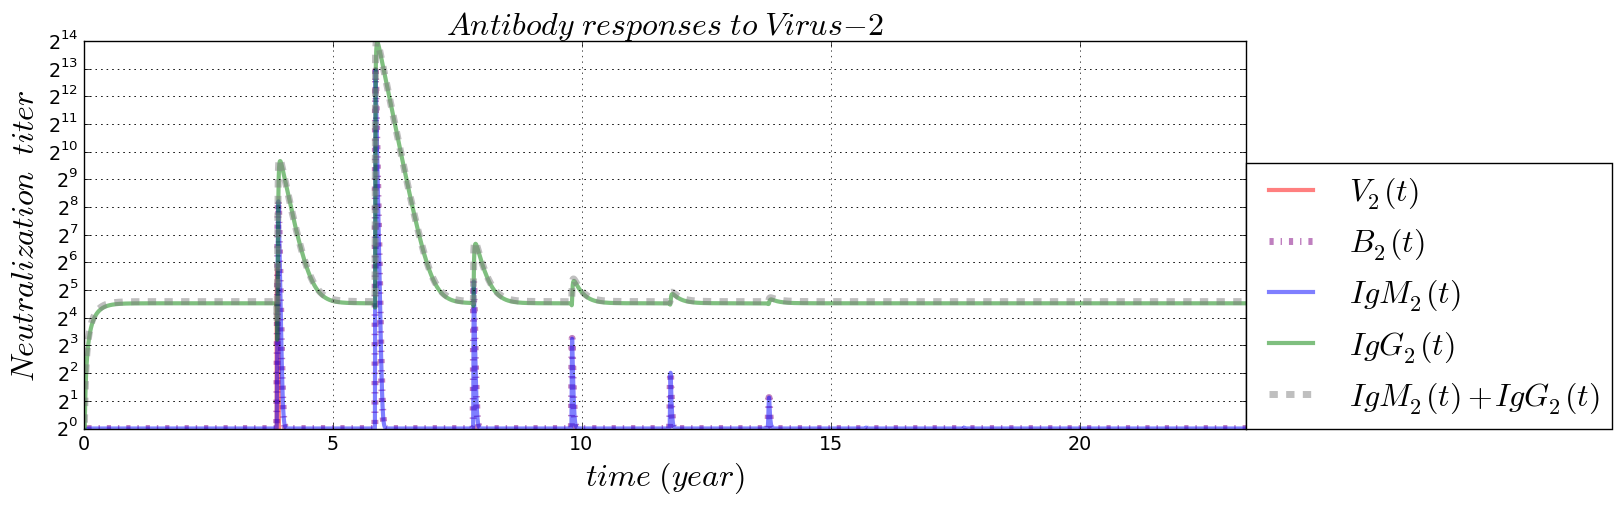 Antibody responses to Virus−2
2^14
2^13
2^12
2^11
2^10
2^9
2^8
2^7
2^6
2^5
2^4
2^3
2^2
2^1
2^0
Neutralization titer
0 5 10 15 20
time (year)
V_2(t)
B_2(t)
IgM_2(t)
IgG_2(t)
IgM_2(t)+IgG_2(t)